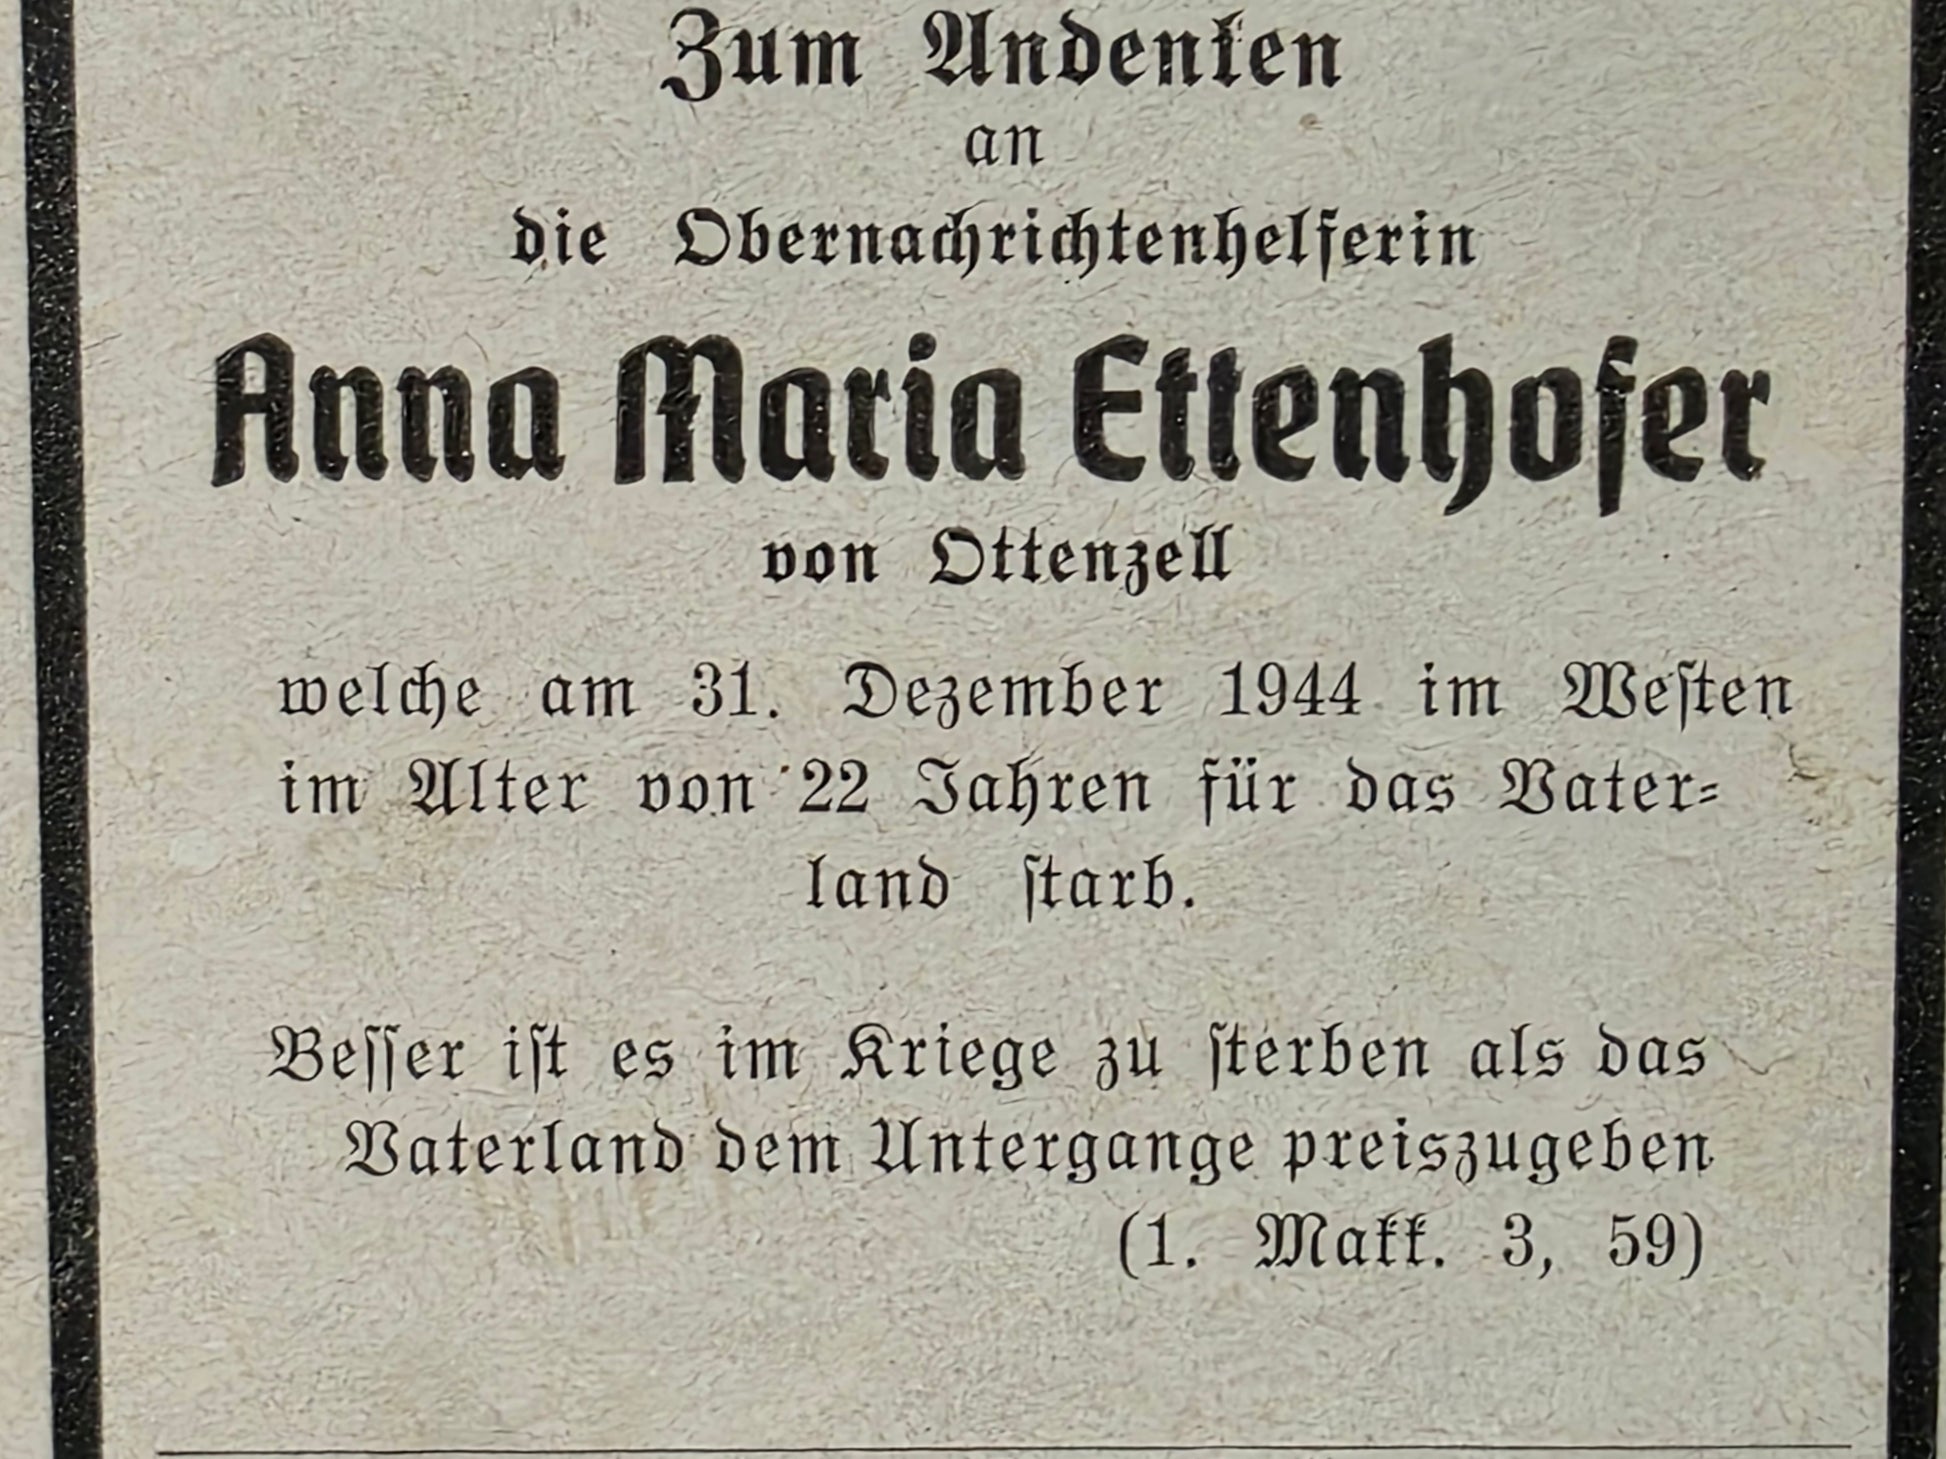 Zum Andenken
an
die Obernachrichtenhelferin
Anna Maria Ettenhofer
von Ottenzell
welche am 31. Dezember 1944 im Weſten
im Alter von 22 Jahren für das Vater⸗
land ſtarb.
Beſſer iſt es im Kriege zu ſterben als das
Vaterland dem Untergange preiszugeben
(1. Makk. 3, 59)